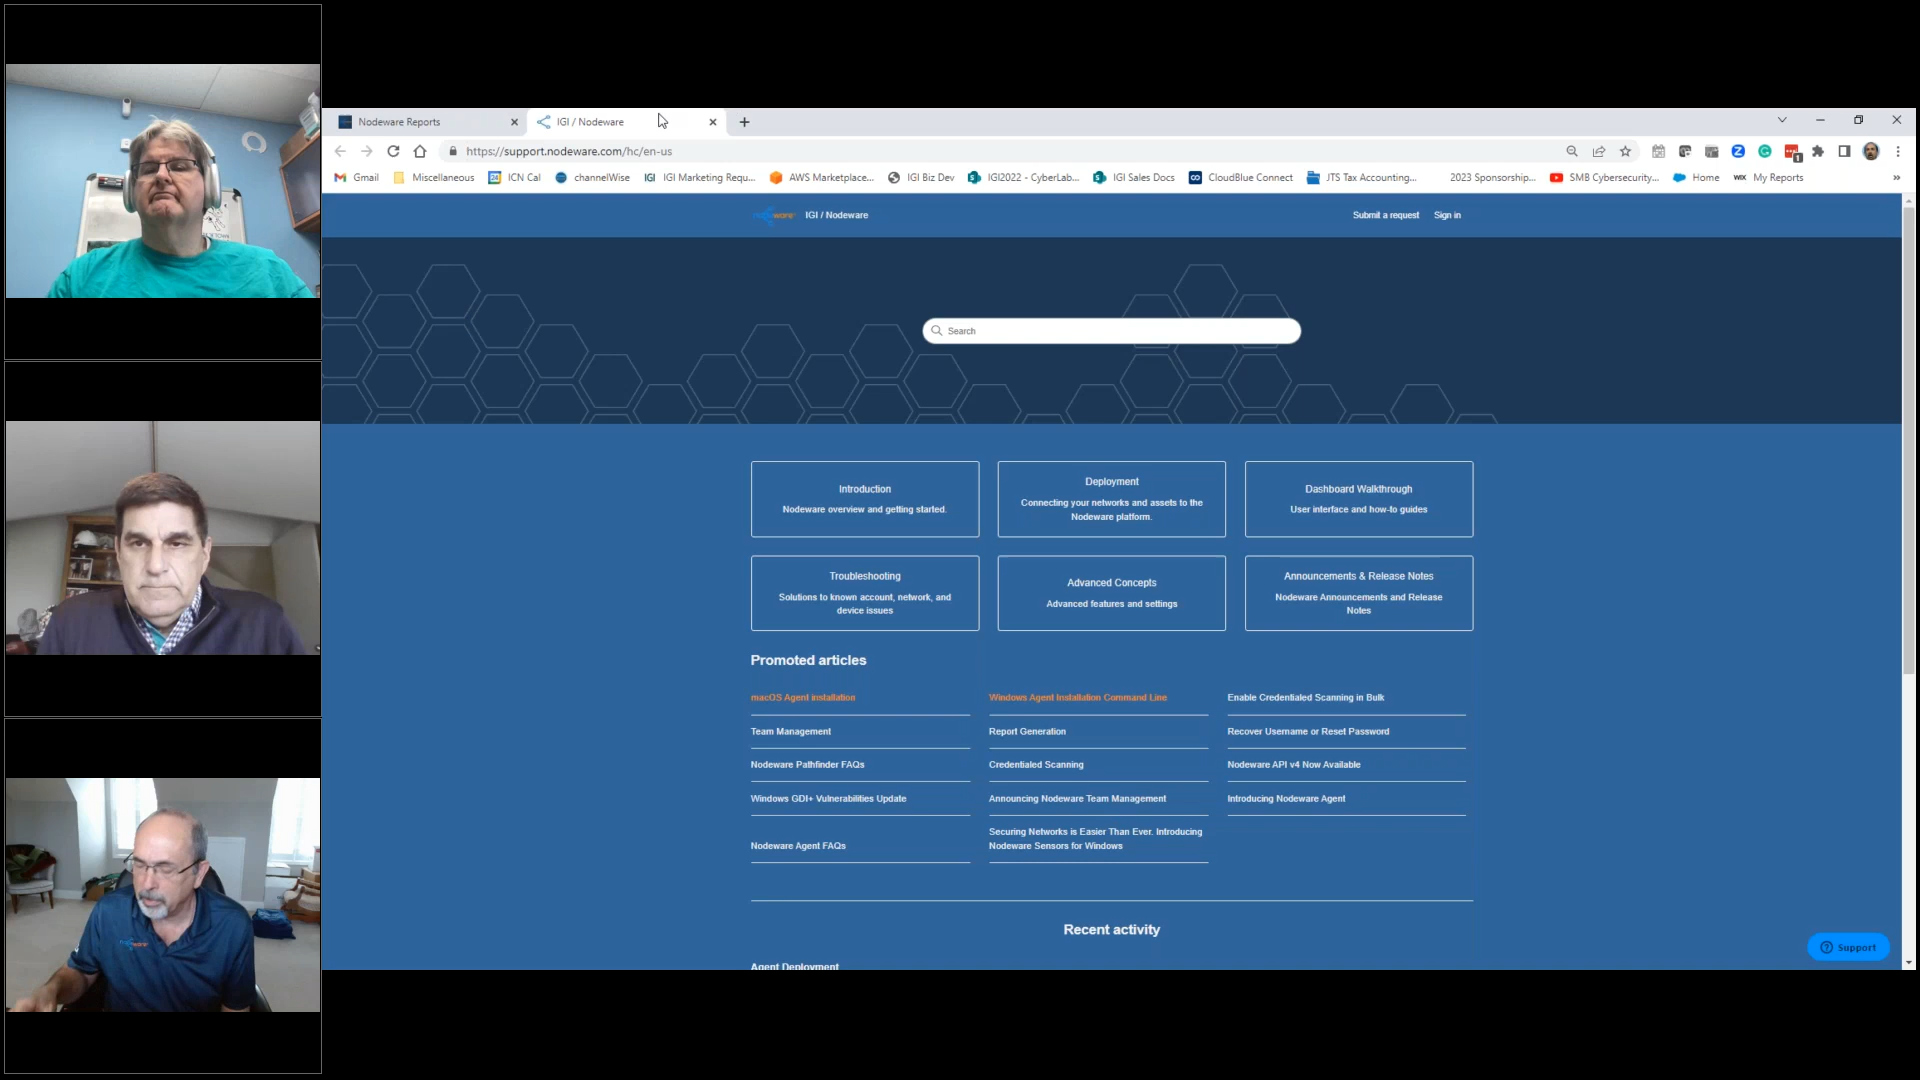 Nodeware Reports
IGI / Nodeware
https://support.nodeware.com/hc/en-us
Gmail
Miscellaneous
ICN Cal
channelWise
IGI Marketing Requ...
AWS Marketplace...
IGI Biz Dev
IGI2022 - CyberLab...
IGI Sales Docs
CloudBlue Connect
JTS Tax Accounting...
2023 Sponsorship...
SMB Cybersecurity...
Home
My Reports
IGI / Nodeware
Submit a request
Sign in
Search
Introduction
Nodeware overview and getting started.
Deployment
Connecting your networks and assets to the
Nodeware platform.
Dashboard Walkthrough
User interface and how-to guides
Troubleshooting
Solutions to known account, network, and
device issues
Advanced Concepts
Advanced features and settings
Announcements & Release Notes
Nodeware Announcements and Release
Notes
Promoted articles
macOS Agent installation
Windows Agent Installation Command Line
Enable Credentialed Scanning in Bulk
Team Management
Report Generation
Recover Username or Reset Password
Nodeware Pathfinder FAQs
Credentialed Scanning
Nodeware API v4 Now Available
Windows GDI+ Vulnerabilities Update
Announcing Nodeware Team Management
Introducing Nodeware Agent
Nodeware Agent FAQs
Securing Networks is Easier Than Ever. Introducing
Nodeware Sensors for Windows
Recent activity
Agent Deployment
Support